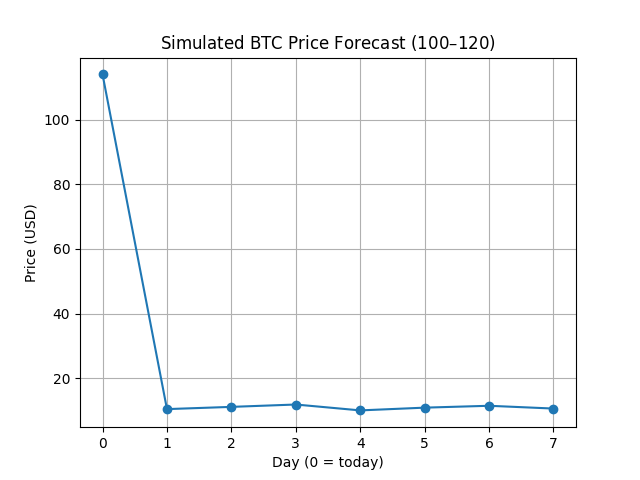 Simulated BTC Price Forecast (100–120)
Price (USD)
100
80
60
40
20
0 1 2 3 4 5 6 7
Day (0 = today)